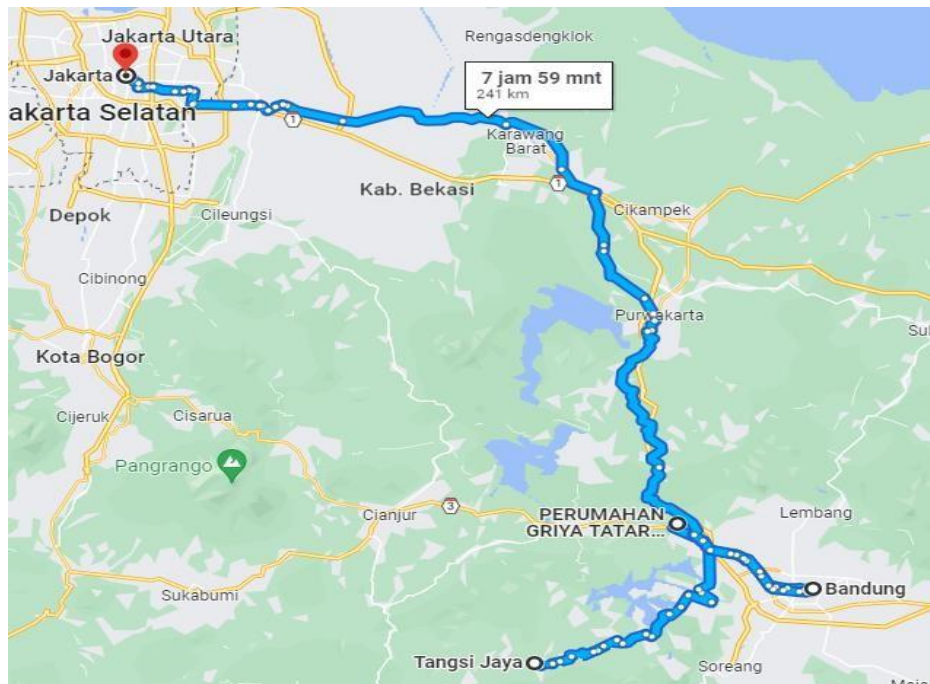 Jakarta Utara
Rengasdengklok
Jakarta
7 jam 59 mnt
241 km
akarta Selatan
1
Karawang
Barat
Kab. Bekasi
1
Depok
Cileungsi
Cikampek
Cibinong
Purwakarta
Kota Bogor
Cijeruk
Cisarua
Pangrango
3
Cianjur
PERUMAHAN
GRIYA TATAR...
Lembang
Sukabumi
Bandung
Tangsi Jaya
Soreang